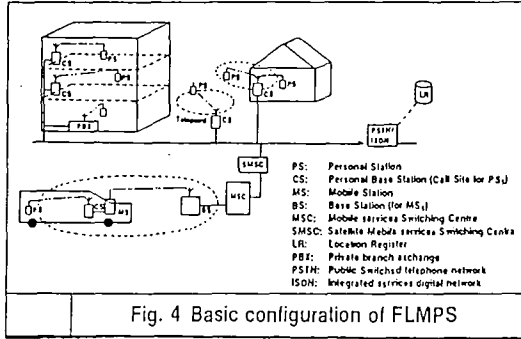 CS
PS
CS
PS
PBX
PS
Telepoint
CS
PS
PS
CS
LR
PSTN/
ISDN
SMSC
MSC
PS
CS
MS
BS
PS: Personal Station
CS: Personal Base Station (Call Site for PSs)
MS: Mobile Station
BS: Base Station (for MSs)
MSC: Mobile services Switching Centre
SMSC: Satellite Mobile services Switching Centre
LR: Location Register
PBX: Private branch exchange
PSTN: Public Switched telephone network
ISDN: Integrated services digital network
Fig. 4 Basic configuration of FLMPS